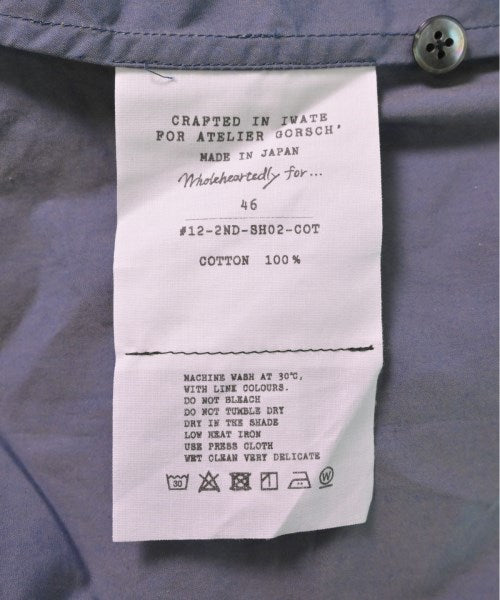 CRAFTED IN IWATE
FOR ATELIER GORSCH'
MADE IN JAPAN
Wholeheartedly for...
46
#12-2ND-SH02-COT
COTTON 100%
MACHINE WASH AT 30℃,
WITH LINK COLOURS.
DO NOT BLEACH
DO NOT TUMBLE DRY
DRY IN THE SHADE
LOW HEAT IRON
USE PRESS CLOTH
WET CLEAN VERY DELICATE
30 W